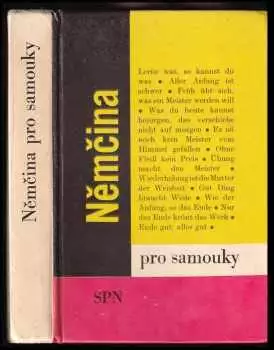 Němčina pro samouky
Němčina
Lerne was, so kannst du
was • Aller Anfang ist
schwer • Früh übt sich,
was ein Meister werden will
• Was du heute kannst
besorgen, das verschiebe
nicht auf morgen • Es ist
noch kein Meister vom
Himmel gefallen • Ohne
Fleiß kein Preis • Übung
macht den Meister •
Wiederholung ist die Mutter
der Weisheit • Gut Ding
braucht Weile • Wie der
Anfang, so das Ende • Nur
das Ende krönt das Werk •
Ende gut, alles gut •
pro samouky
SPN